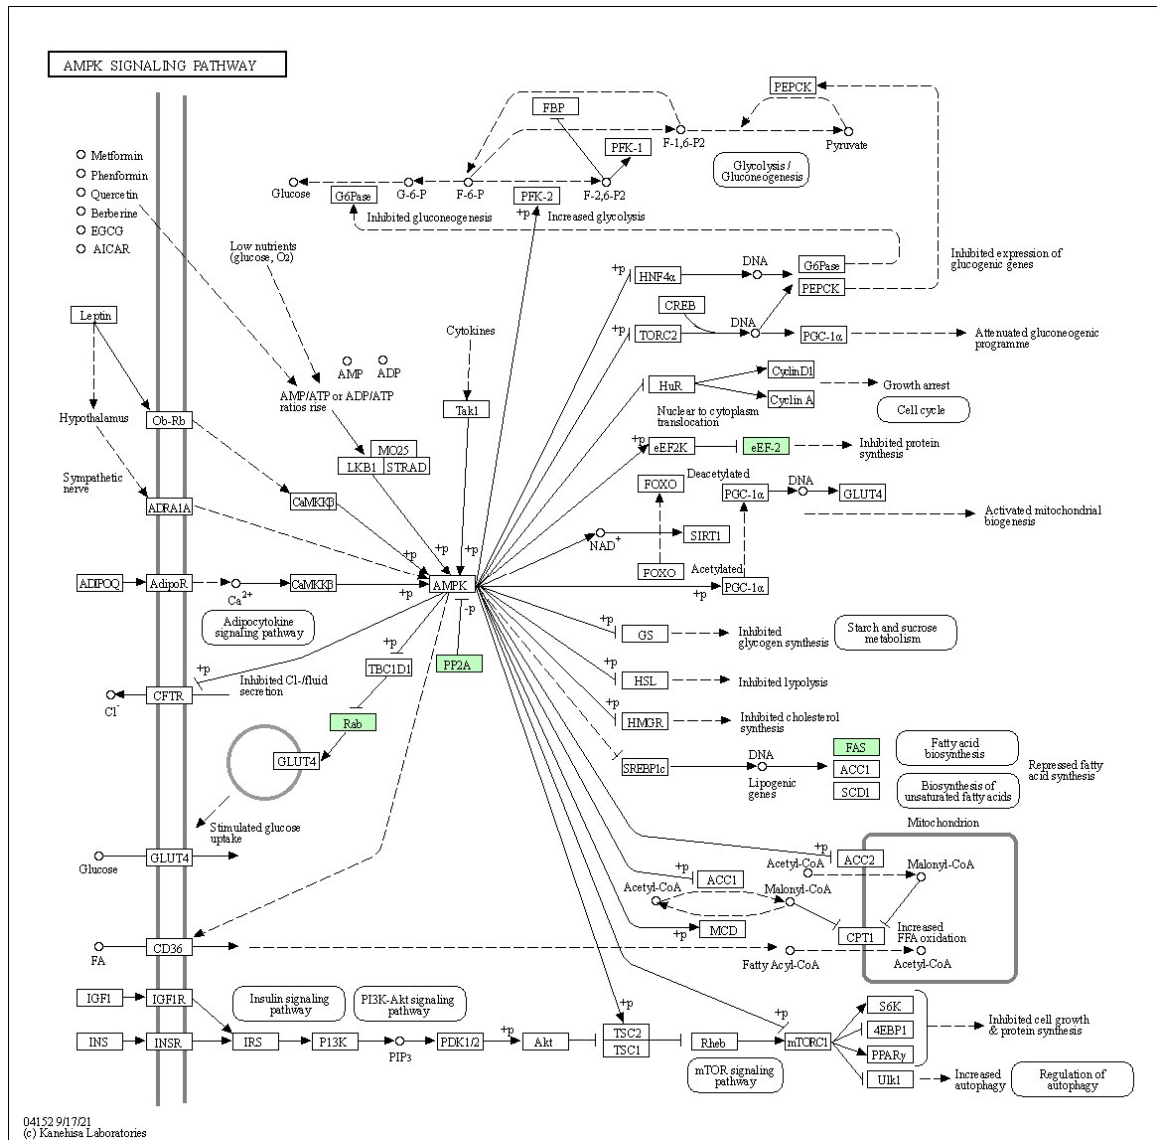 AMPK SIGNALING PATHWAY
Metformin
Phenformin
Quercetin
Berberine
EGCG
AICAR
PEPCK
FBP
F-1,6-P2
Pyruvate
PFK-1
Glycolysis /
Gluconeogenesis
Glucose
G6Pase
G-6-P
F-6-P
PFK-2
F-2,6-P2
+p
Inhibited gluconeogenesis
Increased glycolysis
Low nutrients
(glucose, O2)
Inhibited expression of
glucogenic genes
+p
HNF4α
DNA
G6Pase
PEPCK
Leptin
Cytokines
CREB
+p
TORC2
DNA
PGC-1α
Attenuated gluconeogenic
programme
AMP
ADP
AMP/ATP or ADP/ATP
ratios rise
HuR
CyclinD1
Cyclin A
Growth arrest
Cell cycle
Nuclear to cytoplasm
translocation
Hypothalamus
Ob-Rb
Tak1
MO25
LKB1
STRAD
+p
eEF2K
eEF-2
Inhibited protein
synthesis
Sympathetic
nerve
ADRA1A
CaMKKβ
Deacetylated
FOXO
PGC-1α
DNA
GLUT4
Activated mitochondrial
biogenesis
NAD+
SIRT1
+p
+p
+p
FOXO
Acetylated
PGC-1α
+p
ADIPOQ
AdipoR
Ca2+
CaMKKβ
+p
AMPK
-p
Adipocytokine
signaling pathway
+p
GS
Inhibited
glycogen synthesis
Starch and sucrose
metabolism
+p
TBC1D1
PP2A
+p
HSL
Inhibited lypolysis
+p
CFTR
Cl-
Inhibited Cl-/fluid
secretion
+p
HMGR
Inhibited cholesterol
synthesis
Rab
GLUT4
SREBP1c
DNA
Lipogenic
genes
FAS
ACC1
SCD1
Fatty acid
biosynthesis
Biosynthesis of
unsaturated fatty acids
Repressed fatty
acid synthesis
Stimulated glucose
uptake
Glucose
GLUT4
Mitochondrion
+p
ACC2
Acetyl-CoA
Malonyl-CoA
+p
ACC1
Acetyl-CoA
Malonyl-CoA
+p
MCD
CPT1
Increased
FFA oxidation
Acetyl-CoA
FA
CD36
Fatty Acyl-CoA
IGF1
IGF1R
Insulin signaling
pathway
PI3K-Akt signaling
pathway
INS
INSR
IRS
P13K
PIP3
PDK1/2
+p
Akt
+p
TSC2
TSC1
Rheb
+p
mTORC1
mTOR signaling
pathway
S6K
4EBP1
PPARγ
Ulk1
Inhibited cell growth
& protein synthesis
Increased
autophagy
Regulation of
autophagy
04152 9/17/21
(c) Kanehisa Laboratories